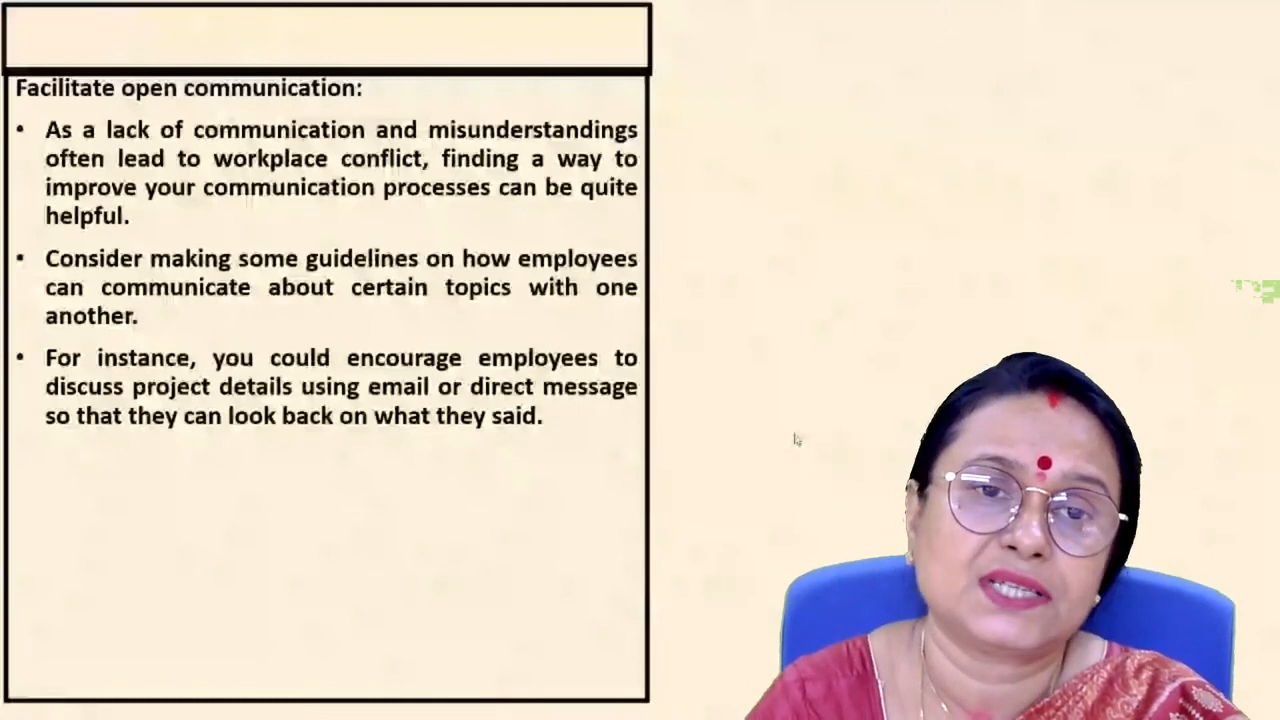 Facilitate open communication:
• As a lack of communication and misunderstandings
often lead to workplace conflict, finding a way to
improve your communication processes can be quite
helpful.
• Consider making some guidelines on how employees
can communicate about certain topics with one
another.
• For instance, you could encourage employees to
discuss project details using email or direct message
so that they can look back on what they said.